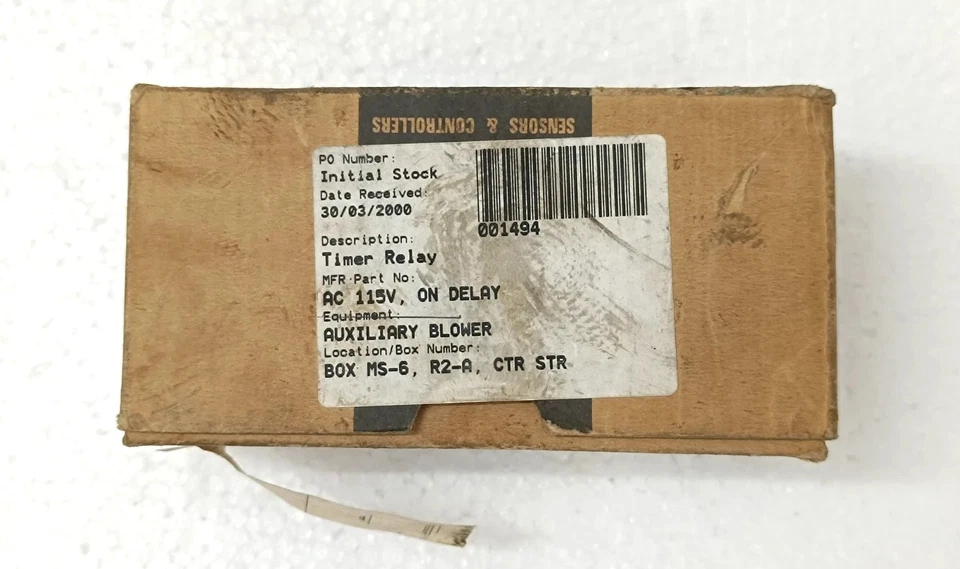 SENSORS & CONTROLLERS
PO Number:
Initial Stock
Date Received:
30/03/2000
001494
Description:
Timer Relay
MFR Part No:
AC 115V, ON DELAY
Equipment:
AUXILIARY BLOWER
Location/Box Number:
BOX MS-6, R2-A, CTR STR